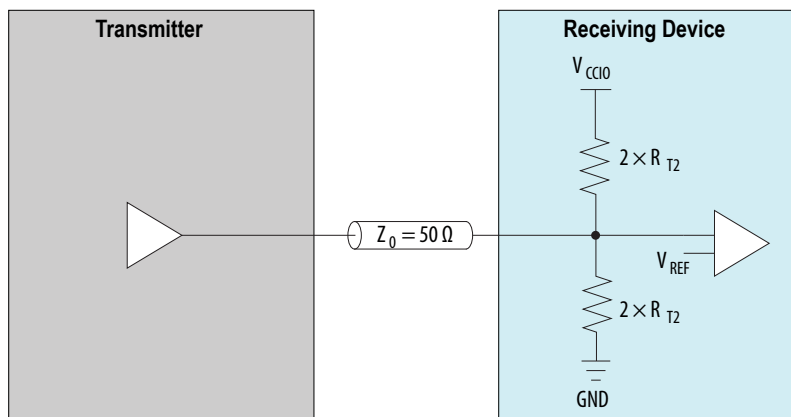 Transmitter
Receiving Device
V CCIO
2 × R T2
Z 0 = 50 Ω
V REF
2 × R T2
GND